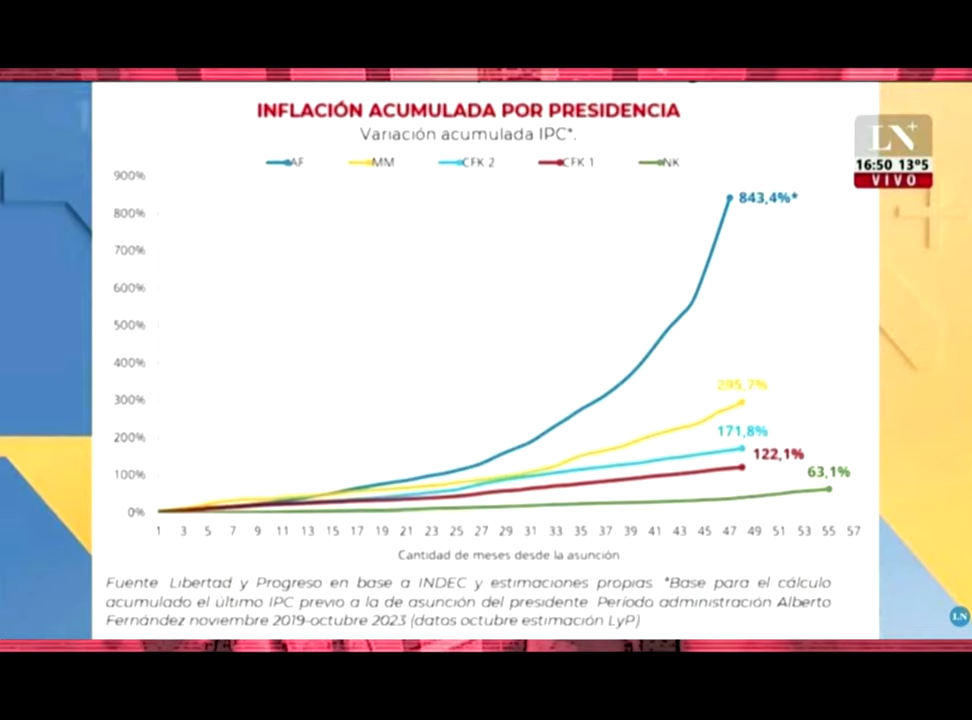 INFLACIÓN ACUMULADA POR PRESIDENCIA
Variación acumulada IPC*.
AF MM CFK 2 CFK 1 NK
LN+
16:50 13º5
VIVO
900%
800%
700%
600%
500%
400%
300%
200%
100%
0%
843,4%*
295,7%
171,8%
122,1%
63,1%
1 3 5 7 9 11 13 15 17 19 21 23 25 27 29 31 33 35 37 39 41 43 45 47 49 51 53 55 57
Cantidad de meses desde la asunción
Fuente Libertad y Progreso en base a INDEC y estimaciones propias *Base para el cálculo
acumulado el último IPC previo a la de asunción del presidente Período administración Alberto
Fernández noviembre 2019-octubre 2023 (datos octubre estimación LyP)
LN